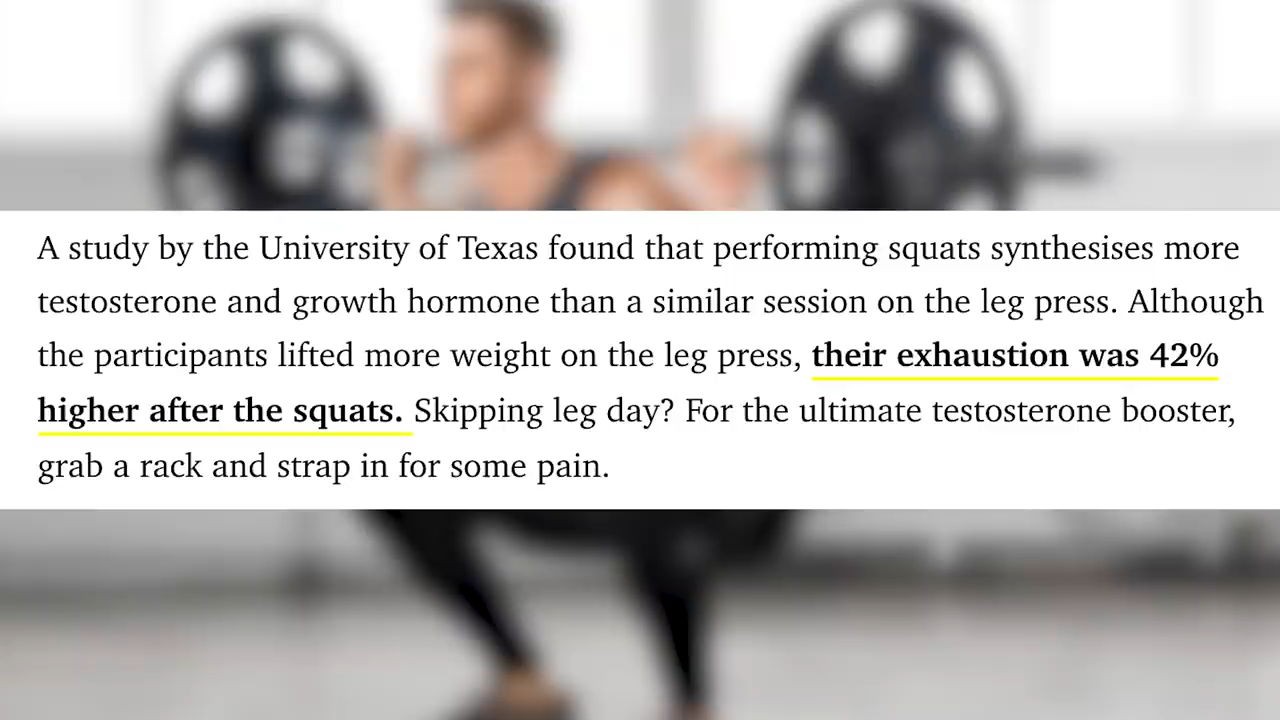 A study by the University of Texas found that performing squats synthesises more
testosterone and growth hormone than a similar session on the leg press. Although
the participants lifted more weight on the leg press, their exhaustion was 42%
higher after the squats. Skipping leg day? For the ultimate testosterone booster,
grab a rack and strap in for some pain.